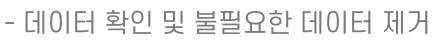 - 데이터 확인 및 불필요한 데이터 제거